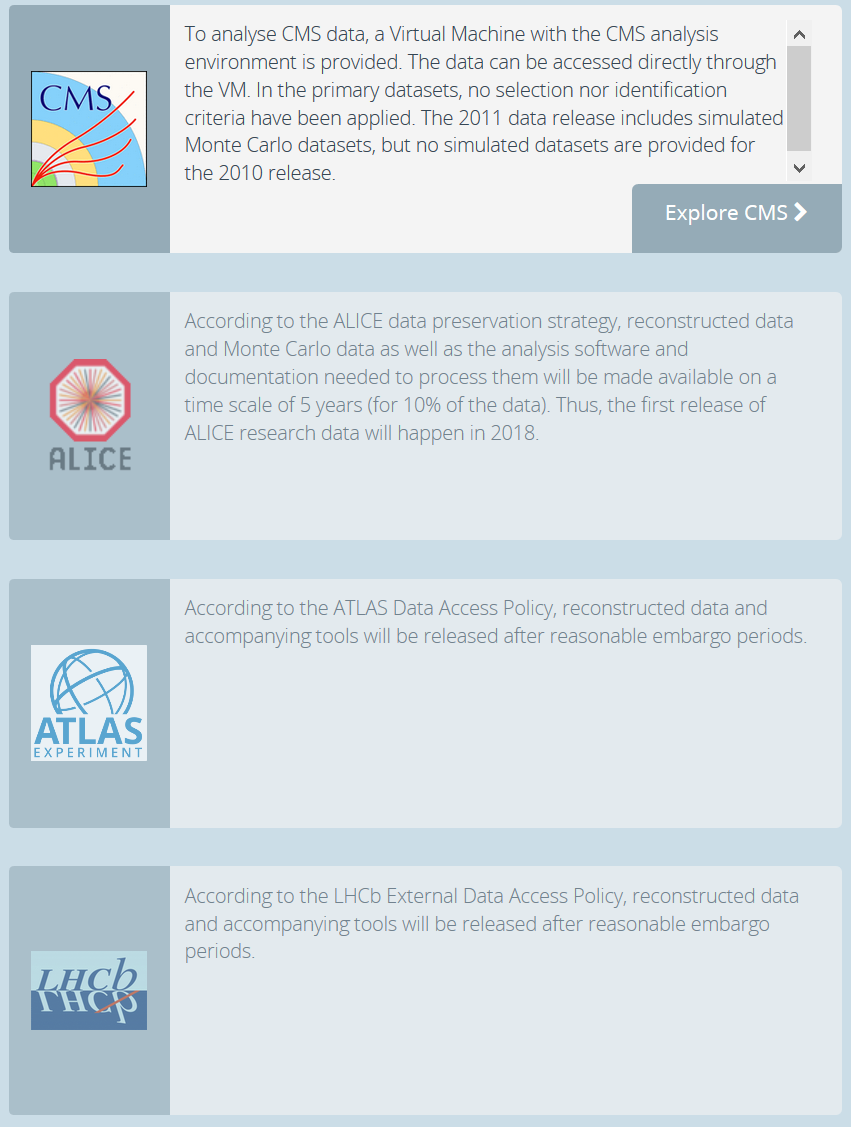 CMS
To analyse CMS data, a Virtual Machine with the CMS analysis
environment is provided. The data can be accessed directly through
the VM. In the primary datasets, no selection nor identification
criteria have been applied. The 2011 data release includes simulated
Monte Carlo datasets, but no simulated datasets are provided for
the 2010 release.
Explore CMS
According to the ALICE data preservation strategy, reconstructed data
and Monte Carlo data as well as the analysis software and
documentation needed to process them will be made available on a
time scale of 5 years (for 10% of the data). Thus, the first release of
ALICE research data will happen in 2018.
ALICE
According to the ATLAS Data Access Policy, reconstructed data and
accompanying tools will be released after reasonable embargo periods.
ATLAS
EXPERIMENT
According to the LHCb External Data Access Policy, reconstructed data
and accompanying tools will be released after reasonable embargo
periods.
LHCb
LHCb